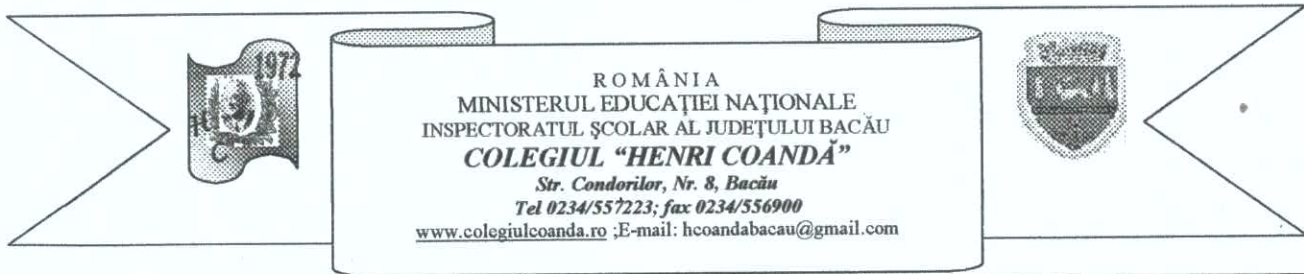 1972
ROMÂNIA
MINISTERUL EDUCAŢIEI NAŢIONALE
INSPECTORATUL ŞCOLAR AL JUDEŢULUI BACĂU
COLEGIUL “HENRI COANDĂ”
Str. Condorilor, Nr. 8, Bacău
Tel 0234/557223; fax 0234/556900
www.colegiulcoanda.ro ;E-mail: hcoandabacau@gmail.com